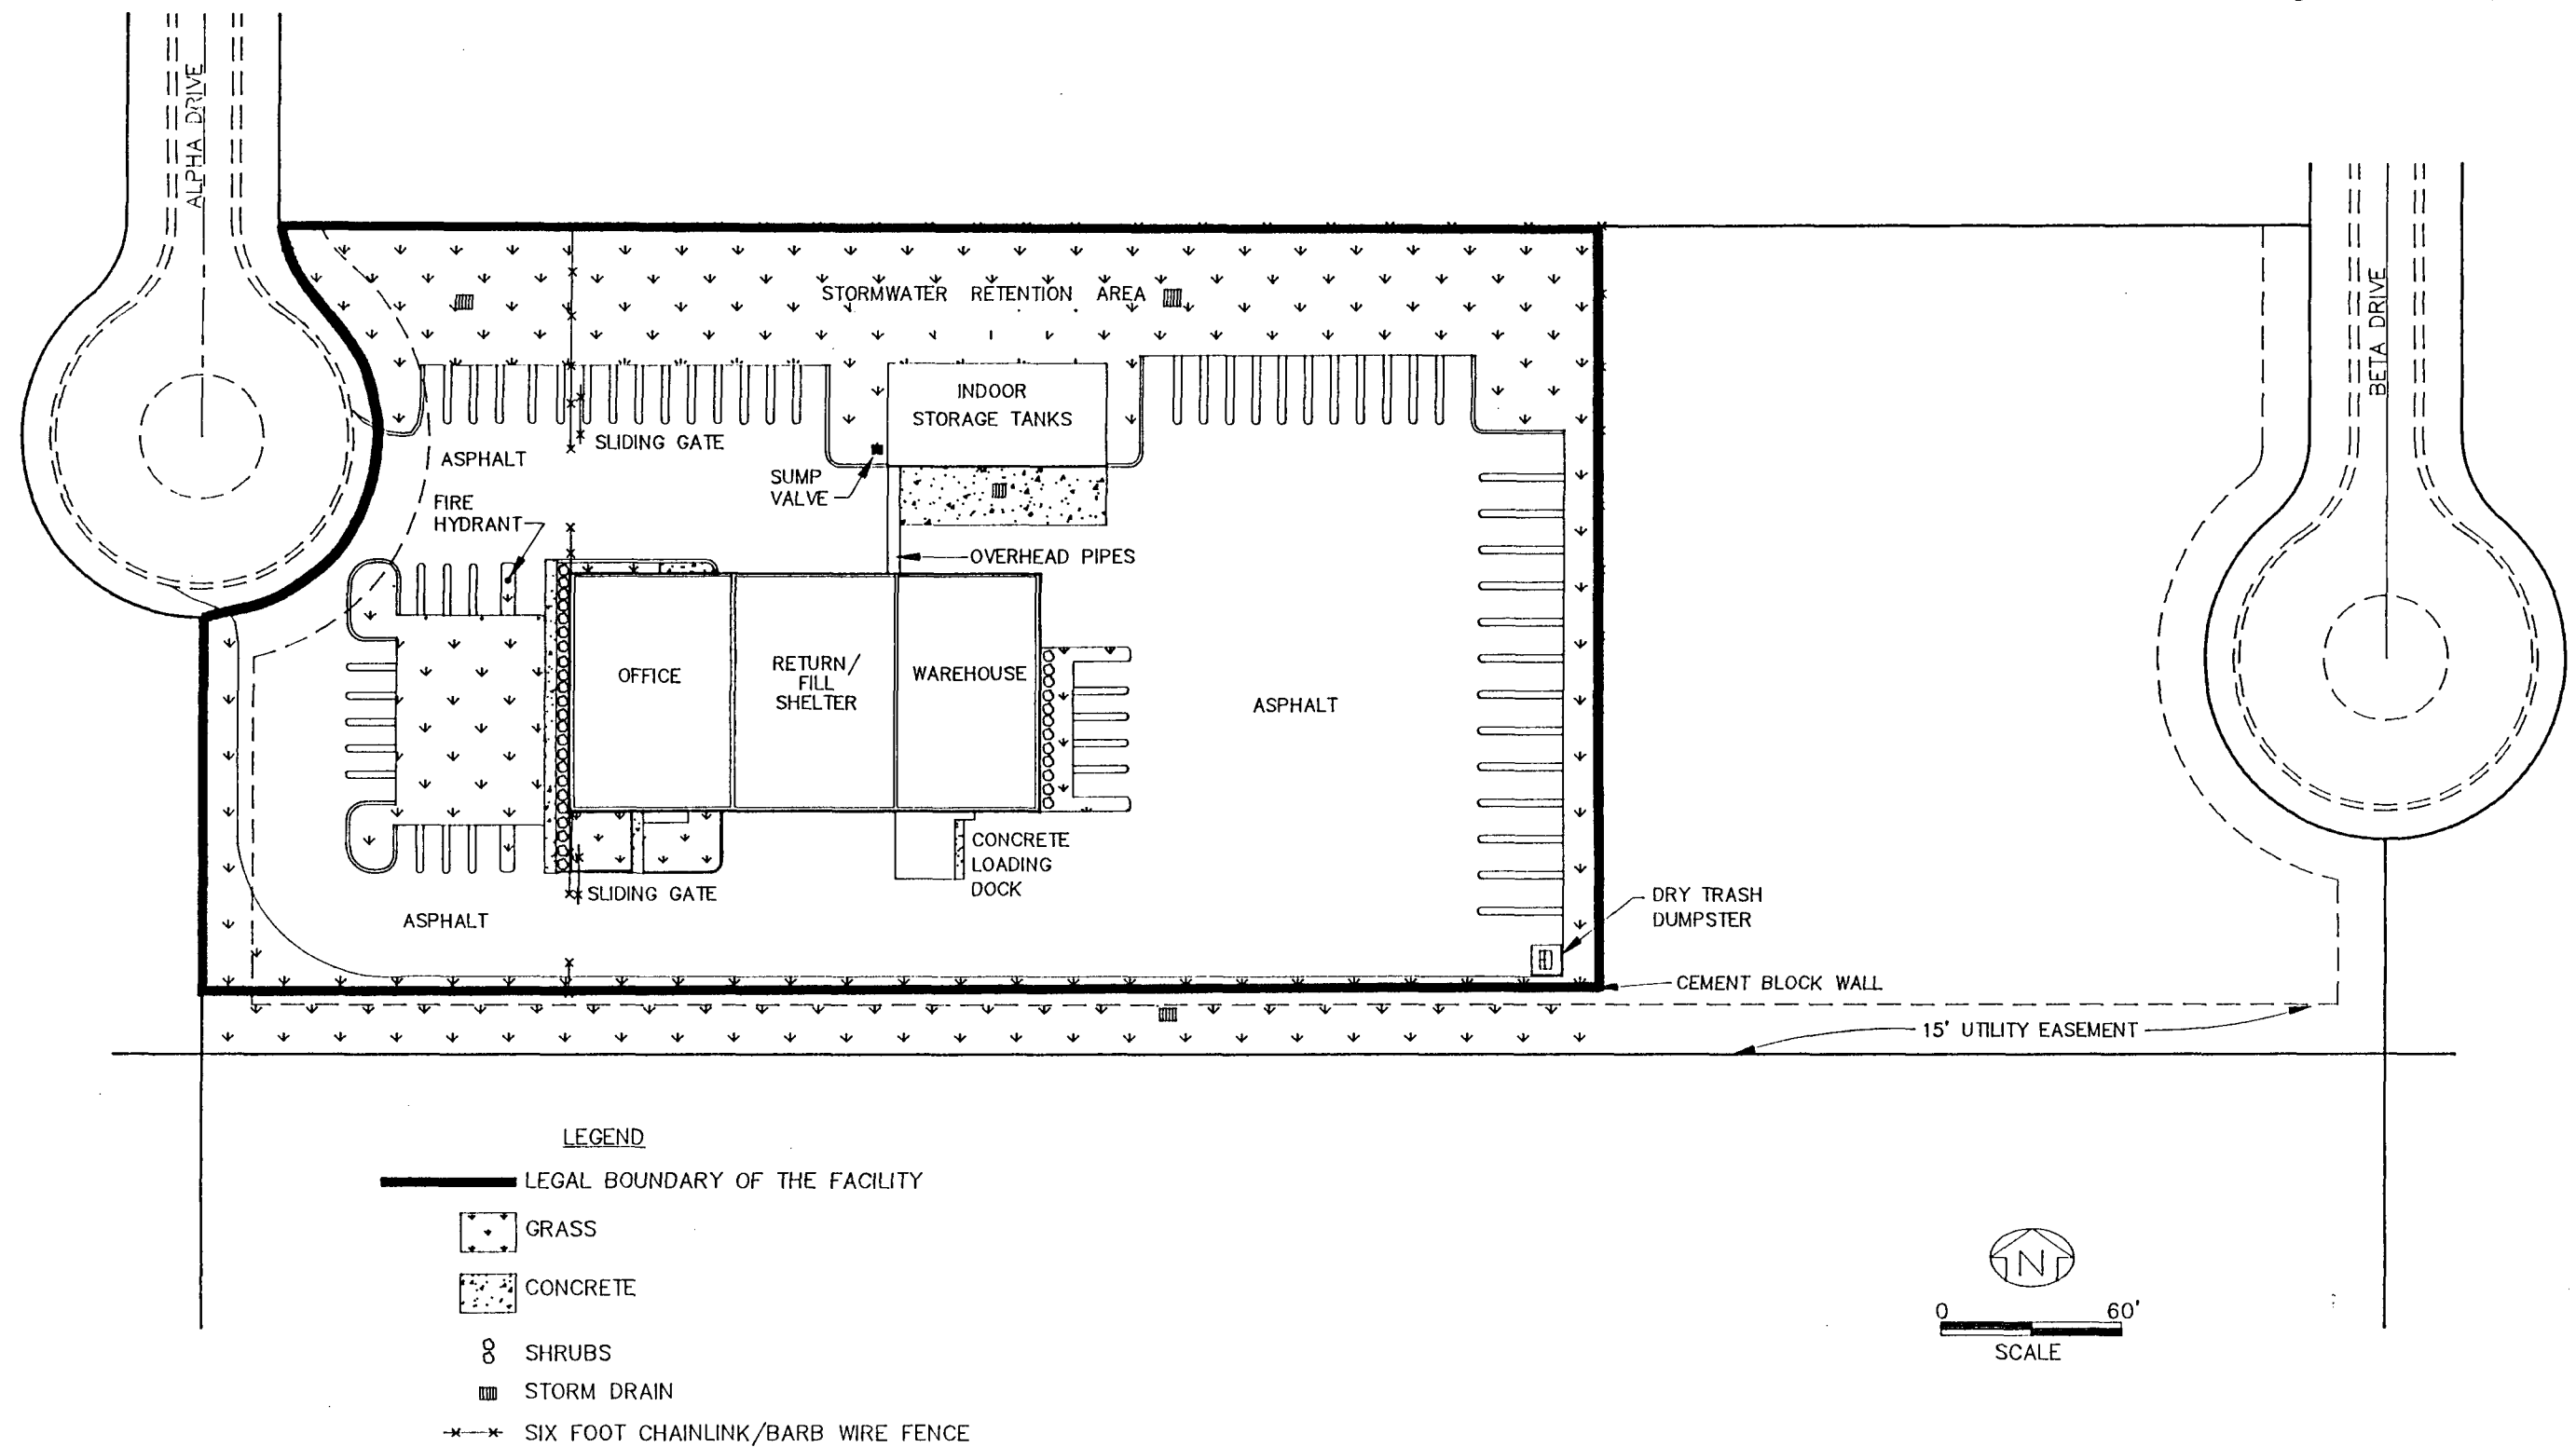 ALPHA DRIVE
BETA DRIVE
STORMWATER RETENTION AREA
INDOOR
STORAGE TANKS
SLIDING GATE
ASPHALT
SUMP
VALVE
FIRE
HYDRANT
OVERHEAD PIPES
OFFICE
RETURN/
FILL
SHELTER
WAREHOUSE
ASPHALT
CONCRETE
LOADING
DOCK
SLIDING GATE
ASPHALT
DRY TRASH
DUMPSTER
CEMENT BLOCK WALL
15' UTILITY EASEMENT
LEGEND
LEGAL BOUNDARY OF THE FACILITY
GRASS
CONCRETE
SHRUBS
STORM DRAIN
SIX FOOT CHAINLINK/BARB WIRE FENCE
N
0 60'
SCALE